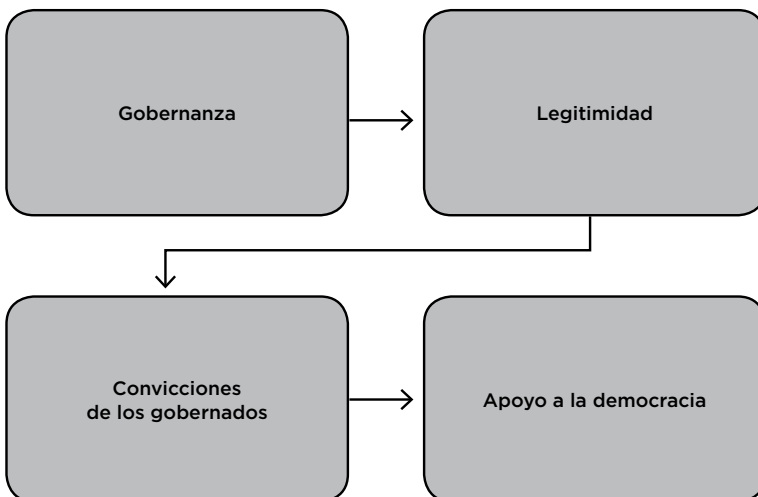 Gobernanza
Legitimidad
Convicciones
de los gobernados
Apoyo a la democracia